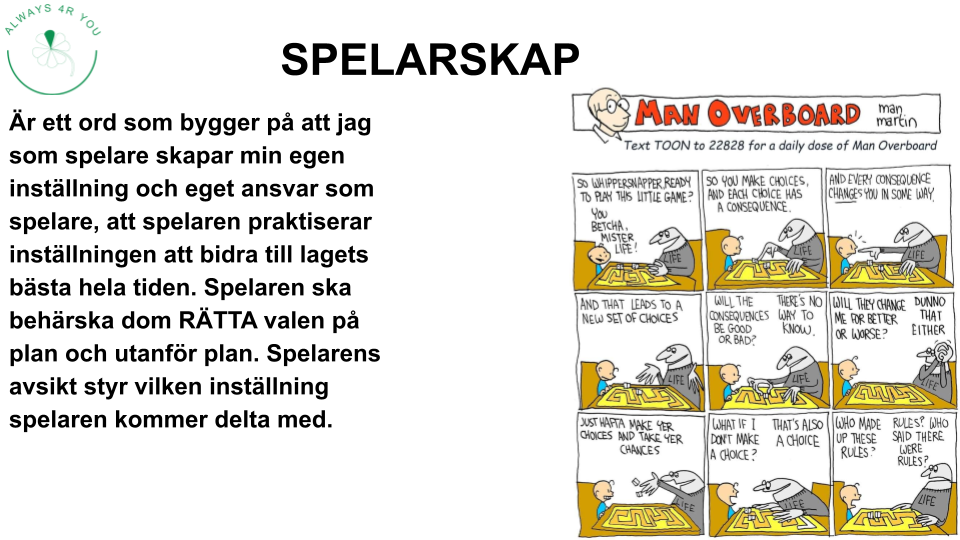 ALWAYS 4R YOU
SPELARSKAP
Är ett ord som bygger på att jag
som spelare skapar min egen
inställning och eget ansvar som
spelare, att spelaren praktiserar
inställningen att bidra till lagets
bästa hela tiden. Spelaren ska
behärska dom RÄTTA valen på
plan och utanför plan. Spelarens
avsikt styr vilken inställning
spelaren kommer delta med.
MAN OVERBOARD
man
martin
Text TOON to 22828 for a daily dose of Man Overboard
SO WHIPPERSNAPPER, READY
TO PLAY THIS LITTLE GAME?
YOU
BETCHA,
MISTER
LIFE!
LIFE
SO YOU MAKE CHOICES,
AND EACH CHOICE HAS
A CONSEQUENCE.
LIFE
AND EVERY CONSEQUENCE
CHANGES YOU IN SOME WAY.
LIFE
AND THAT LEADS TO A
NEW SET OF CHOICES
LIFE
WILL THE
CONSEQUENCES
BE GOOD
OR BAD?
THERE'S NO
WAY TO
KNOW.
LIFE
WILL THEY CHANGE
ME FOR BETTER
OR WORSE?
DUNNO
THAT
EITHER
LIFE
JUST HAFTA MAKE YER
CHOICES AND TAKE YER
CHANCES
LIFE
WHAT IF I
DON'T MAKE
A CHOICE?
THAT'S ALSO
A CHOICE
LIFE
WHO MADE
UP THESE
RULES?
RULES? WHO
SAID THERE
WERE
RULES?
LIFE